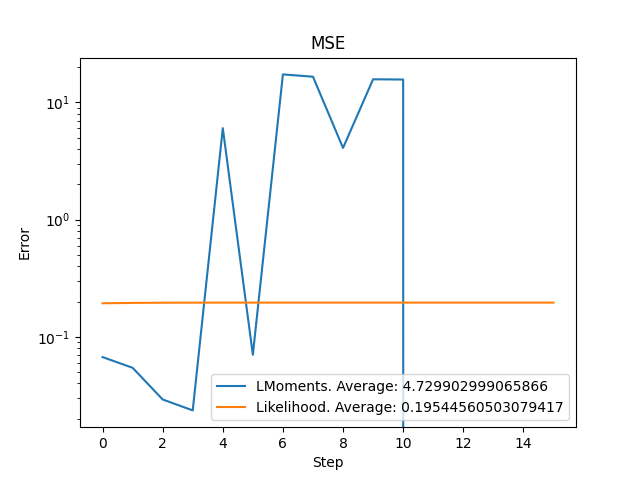 MSE
Error
10¹
10⁰
10⁻¹
LMoments. Average: 4.729902999065866
Likelihood. Average: 0.19544560503079417
0 2 4 6 8 10 12 14
Step